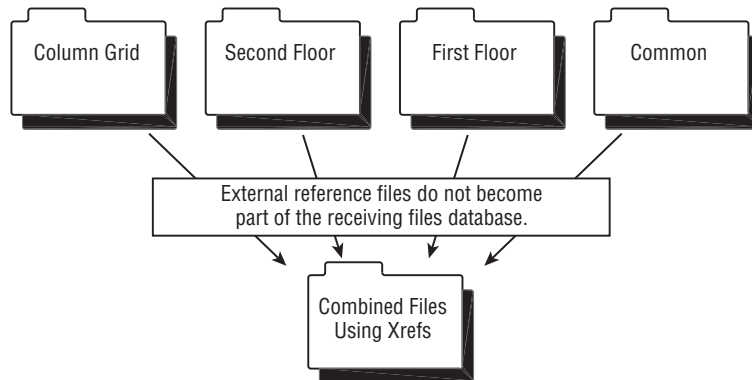 Column Grid
Second Floor
First Floor
Common
External reference files do not become
part of the receiving files database.
Combined Files
Using Xrefs